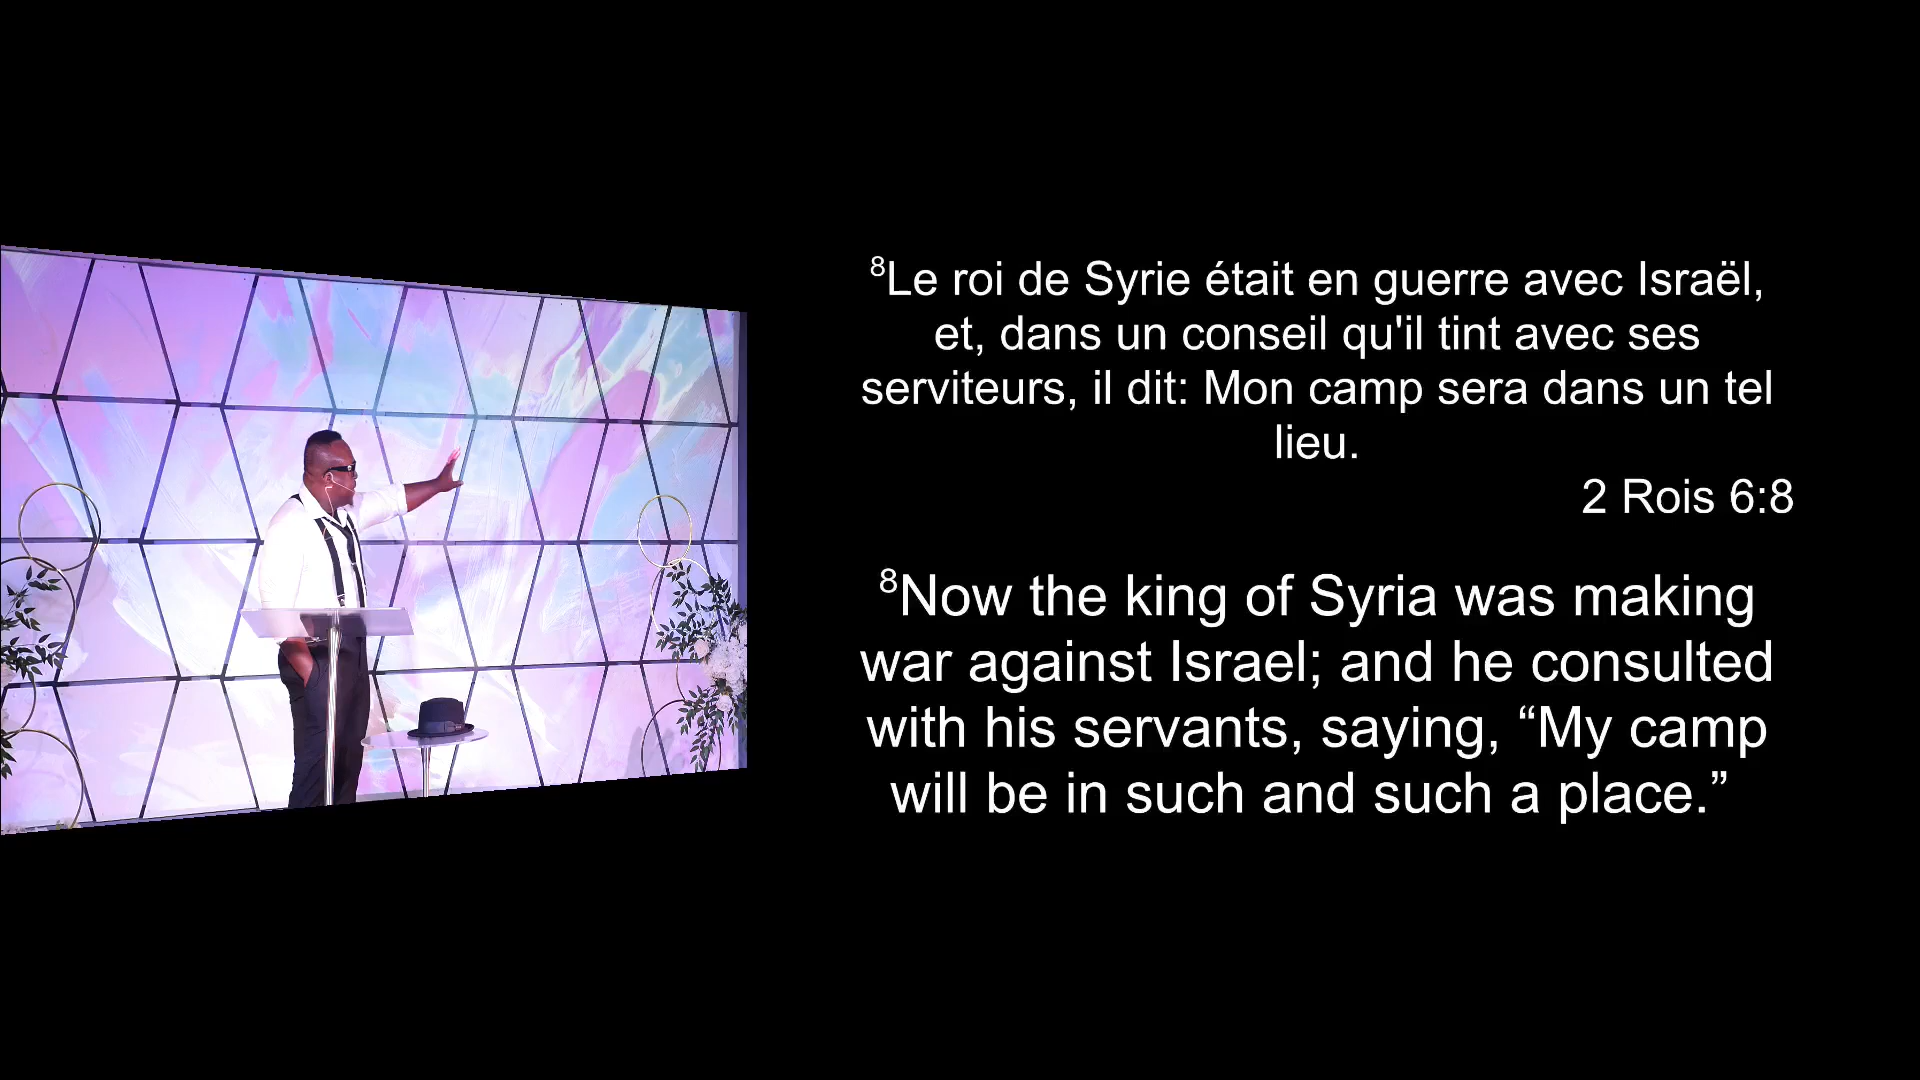 ⁸Le roi de Syrie était en guerre avec Israël,
et, dans un conseil qu'il tint avec ses
serviteurs, il dit: Mon camp sera dans un tel
lieu.
2 Rois 6:8
⁸Now the king of Syria was making
war against Israel; and he consulted
with his servants, saying, “My camp
will be in such and such a place.”